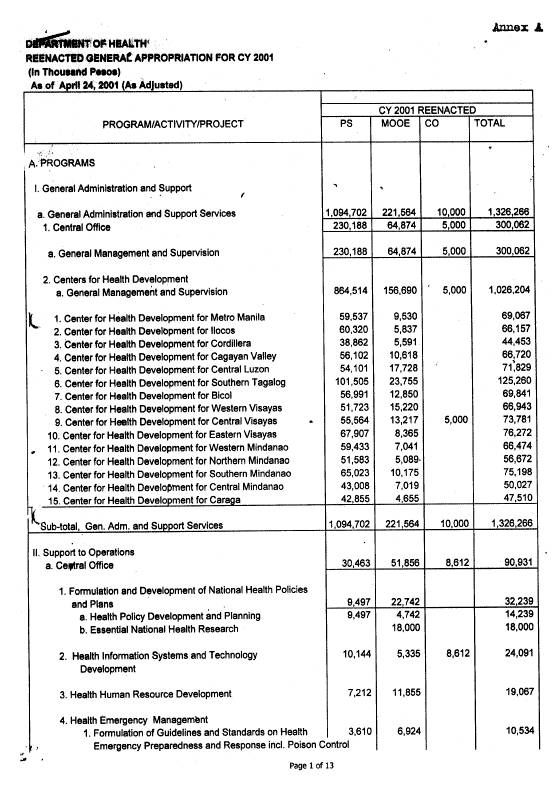 Annex A
DEPARTMENT OF HEALTH
REENACTED GENERAL APPROPRIATION FOR CY 2001
(In Thousand Pesos)
As of April 24, 2001 (As Adjusted)
CY 2001 REENACTED
PROGRAM/ACTIVITY/PROJECT PS MOOE CO TOTAL
A. PROGRAMS
I. General Administration and Support
a. General Administration and Support Services 1,094,702 221,564 10,000 1,326,266
1. Central Office 230,188 64,874 5,000 300,062
a. General Management and Supervision 230,188 64,874 5,000 300,062
2. Centers for Health Development
a. General Management and Supervision 864,514 156,690 5,000 1,026,204
1. Center for Health Development for Metro Manila 59,537 9,530 69,067
2. Center for Health Development for Ilocos 60,320 5,837 66,157
3. Center for Health Development for Cordillera 38,862 5,591 44,453
4. Center for Health Development for Cagayan Valley 56,102 10,618 66,720
5. Center for Health Development for Central Luzon 54,101 17,728 71,829
6. Center for Health Development for Southern Tagalog 101,505 23,755 125,260
7. Center for Health Development for Bicol 56,991 12,850 69,841
8. Center for Health Development for Western Visayas 51,723 15,220 66,943
9. Center for Health Development for Central Visayas 55,564 13,217 5,000 73,781
10. Center for Health Development for Eastern Visayas 67,907 8,365 76,272
11. Center for Health Development for Western Mindanao 59,433 7,041 66,474
12. Center for Health Development for Northern Mindanao 51,583 5,089 56,672
13. Center for Health Development for Southern Mindanao 65,023 10,175 75,198
14. Center for Health Development for Central Mindanao 43,008 7,019 50,027
15. Center for Health Development for Caraga 42,855 4,655 47,510
Sub-total, Gen. Adm. and Support Services 1,094,702 221,564 10,000 1,326,266
II. Support to Operations
a. Central Office 30,463 51,856 8,612 90,931
1. Formulation and Development of National Health Policies
and Plans 9,497 22,742 32,239
a. Health Policy Development and Planning 9,497 4,742 14,239
b. Essential National Health Research 18,000 18,000
2. Health Information Systems and Technology 10,144 5,335 8,612 24,091
Development
3. Health Human Resource Development 7,212 11,855 19,067
4. Health Emergency Management
1. Formulation of Guidelines and Standards on Health 3,610 6,924 10,534
Emergency Preparedness and Response incl. Poison Control
Page 1 of 13